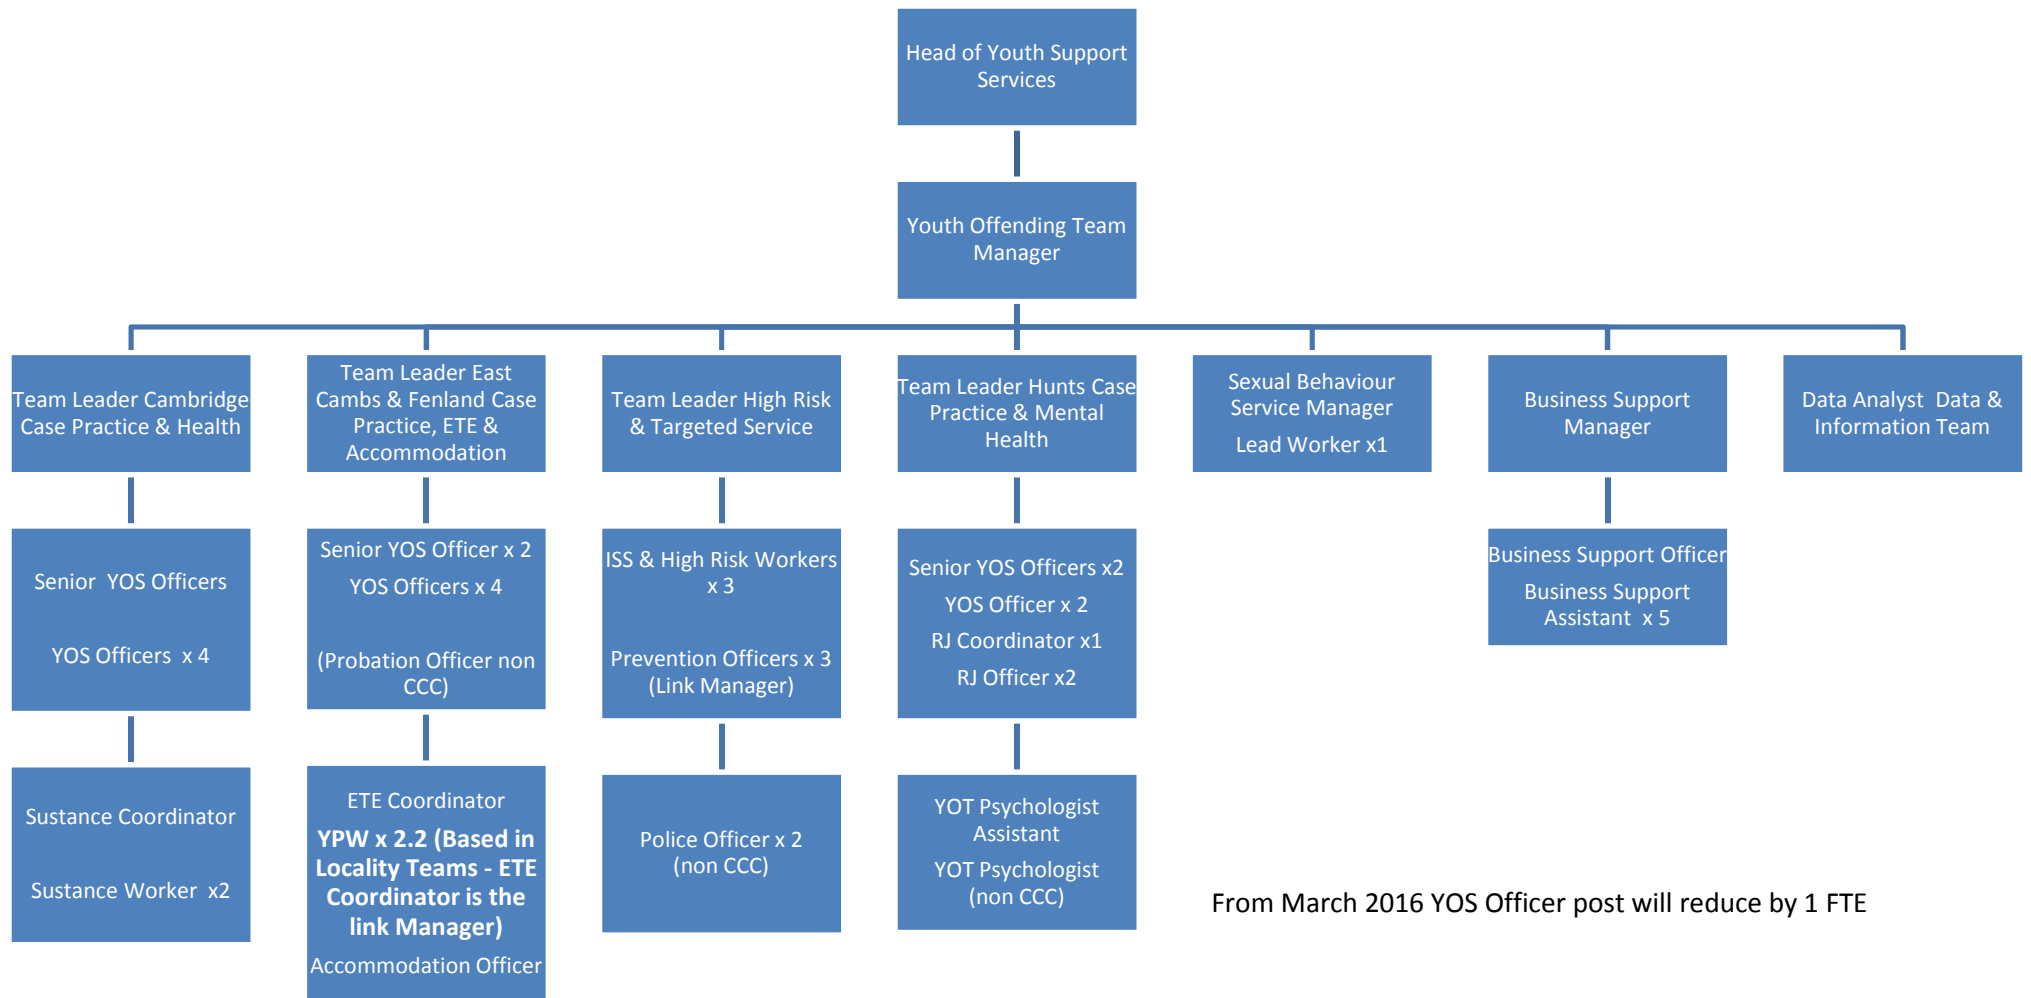 Head of Youth Support
Services
Youth Offending Team
Manager
Team Leader Cambridge
Case Practice & Health
Team Leader East
Cambs & Fenland Case
Practice, ETE &
Accommodation
Team Leader High Risk
& Targeted Service
Team Leader Hunts Case
Practice & Mental
Health
Sexual Behaviour
Service Manager
Lead Worker x1
Business Support
Manager
Data Analyst  Data &
Information Team
Senior  YOS Officers
YOS Officers  x 4
Senior YOS Officer x 2
YOS Officers x 4
(Probation Officer non
CCC)
ISS & High Risk Workers
x 3
Prevention Officers x 3
(Link Manager)
Senior YOS Officers x2
YOS Officer x 2
RJ Coordinator x1
RJ Officer x2
Business Support Officer
Business Support
Assistant  x 5
Sustance Coordinator
Sustance Worker  x2
ETE Coordinator
YPW x 2.2 (Based in
Locality Teams - ETE
Coordinator is the
link Manager)
Accommodation Officer
Police Officer x 2
(non CCC)
YOT Psychologist
Assistant
YOT Psychologist
(non CCC)
From March 2016 YOS Officer post will reduce by 1 FTE